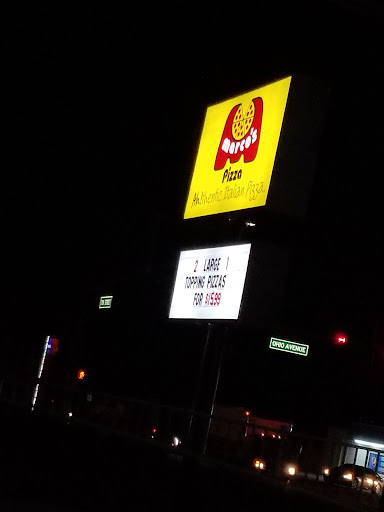 Marco's
Pizza
Authentic Italian Pizza
2 LARGE 1
TOPPING PIZZAS
FOR $15.99
OHIO AVENUE